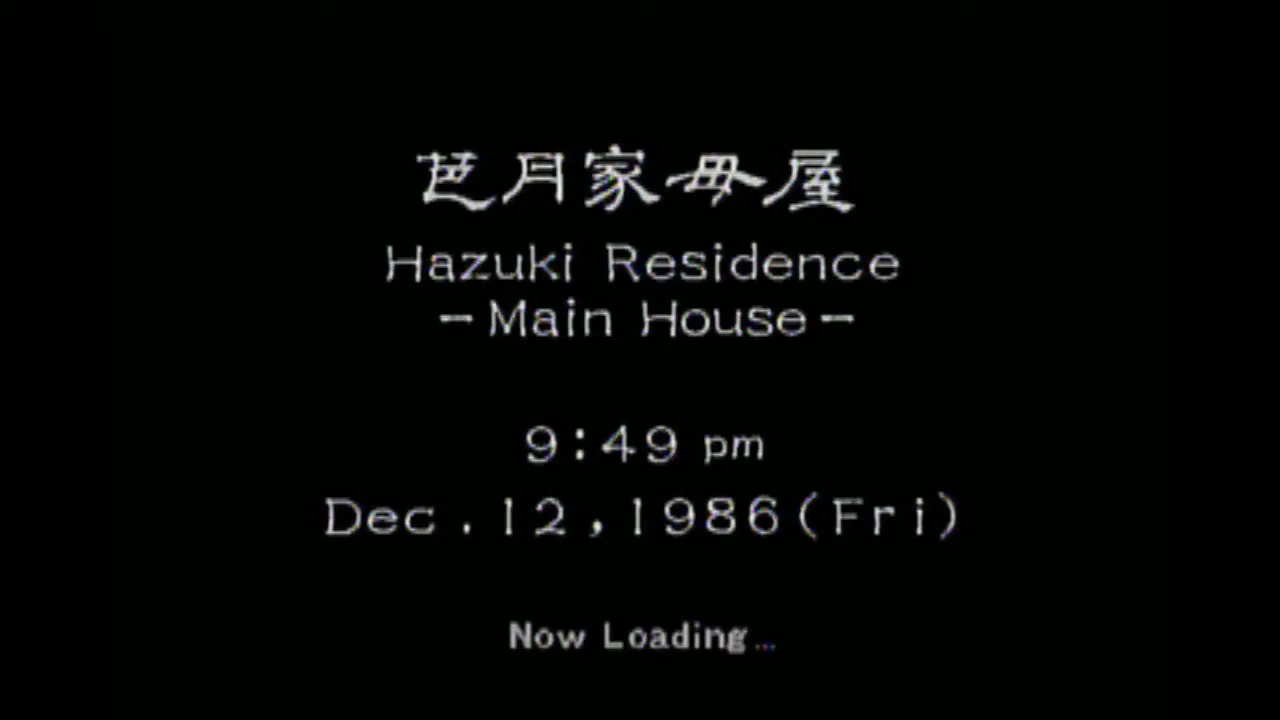 芭月家母屋
Hazuki Residence
-Main House-
9:49 pm
Dec.12,1986(Fri)
Now Loading...